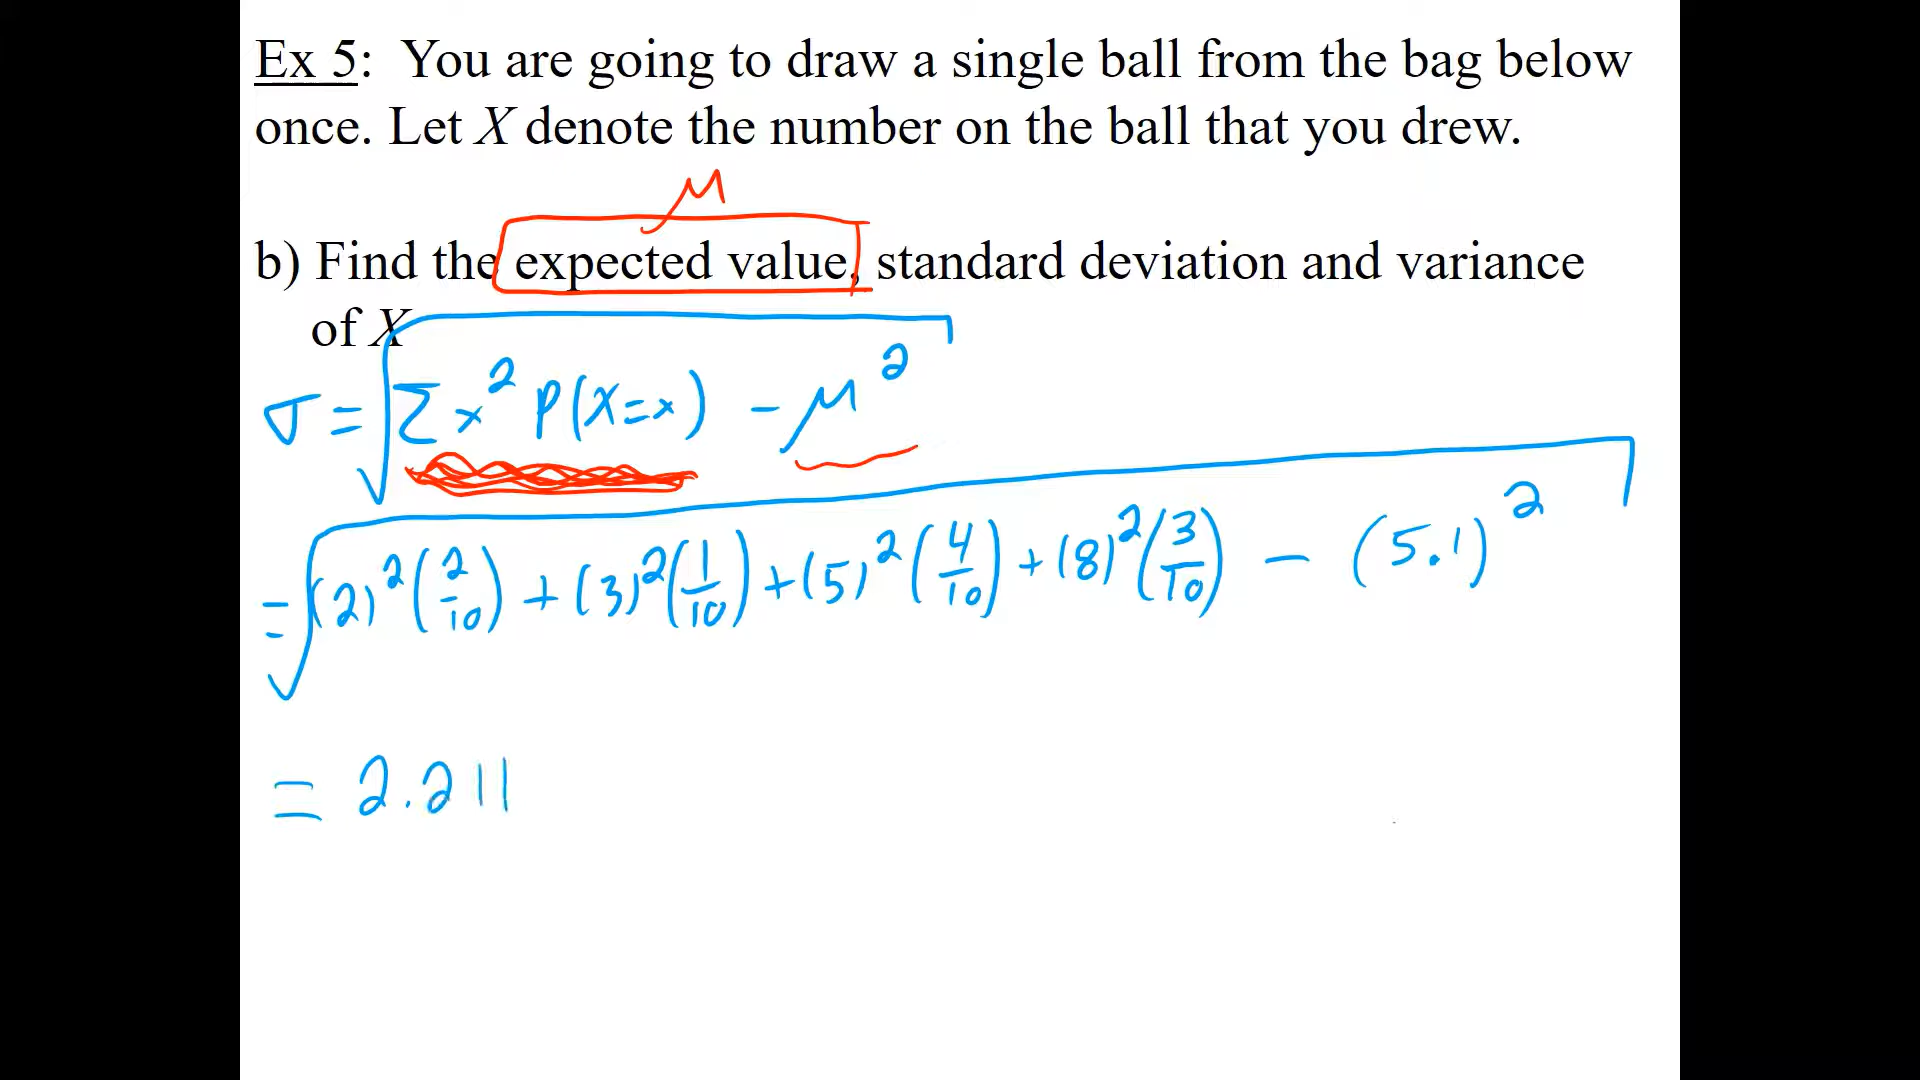 Ex 5: You are going to draw a single ball from the bag below
once. Let X denote the number on the ball that you drew.
μ
b) Find the expected value, standard deviation and variance
of X
σ = √(Σ x² P(X=x) - μ²)
= √((2)²(2/10) + (3)²(1/10) + (5)²(4/10) + (8)²(3/10) - (5.1)²)
= 2.211